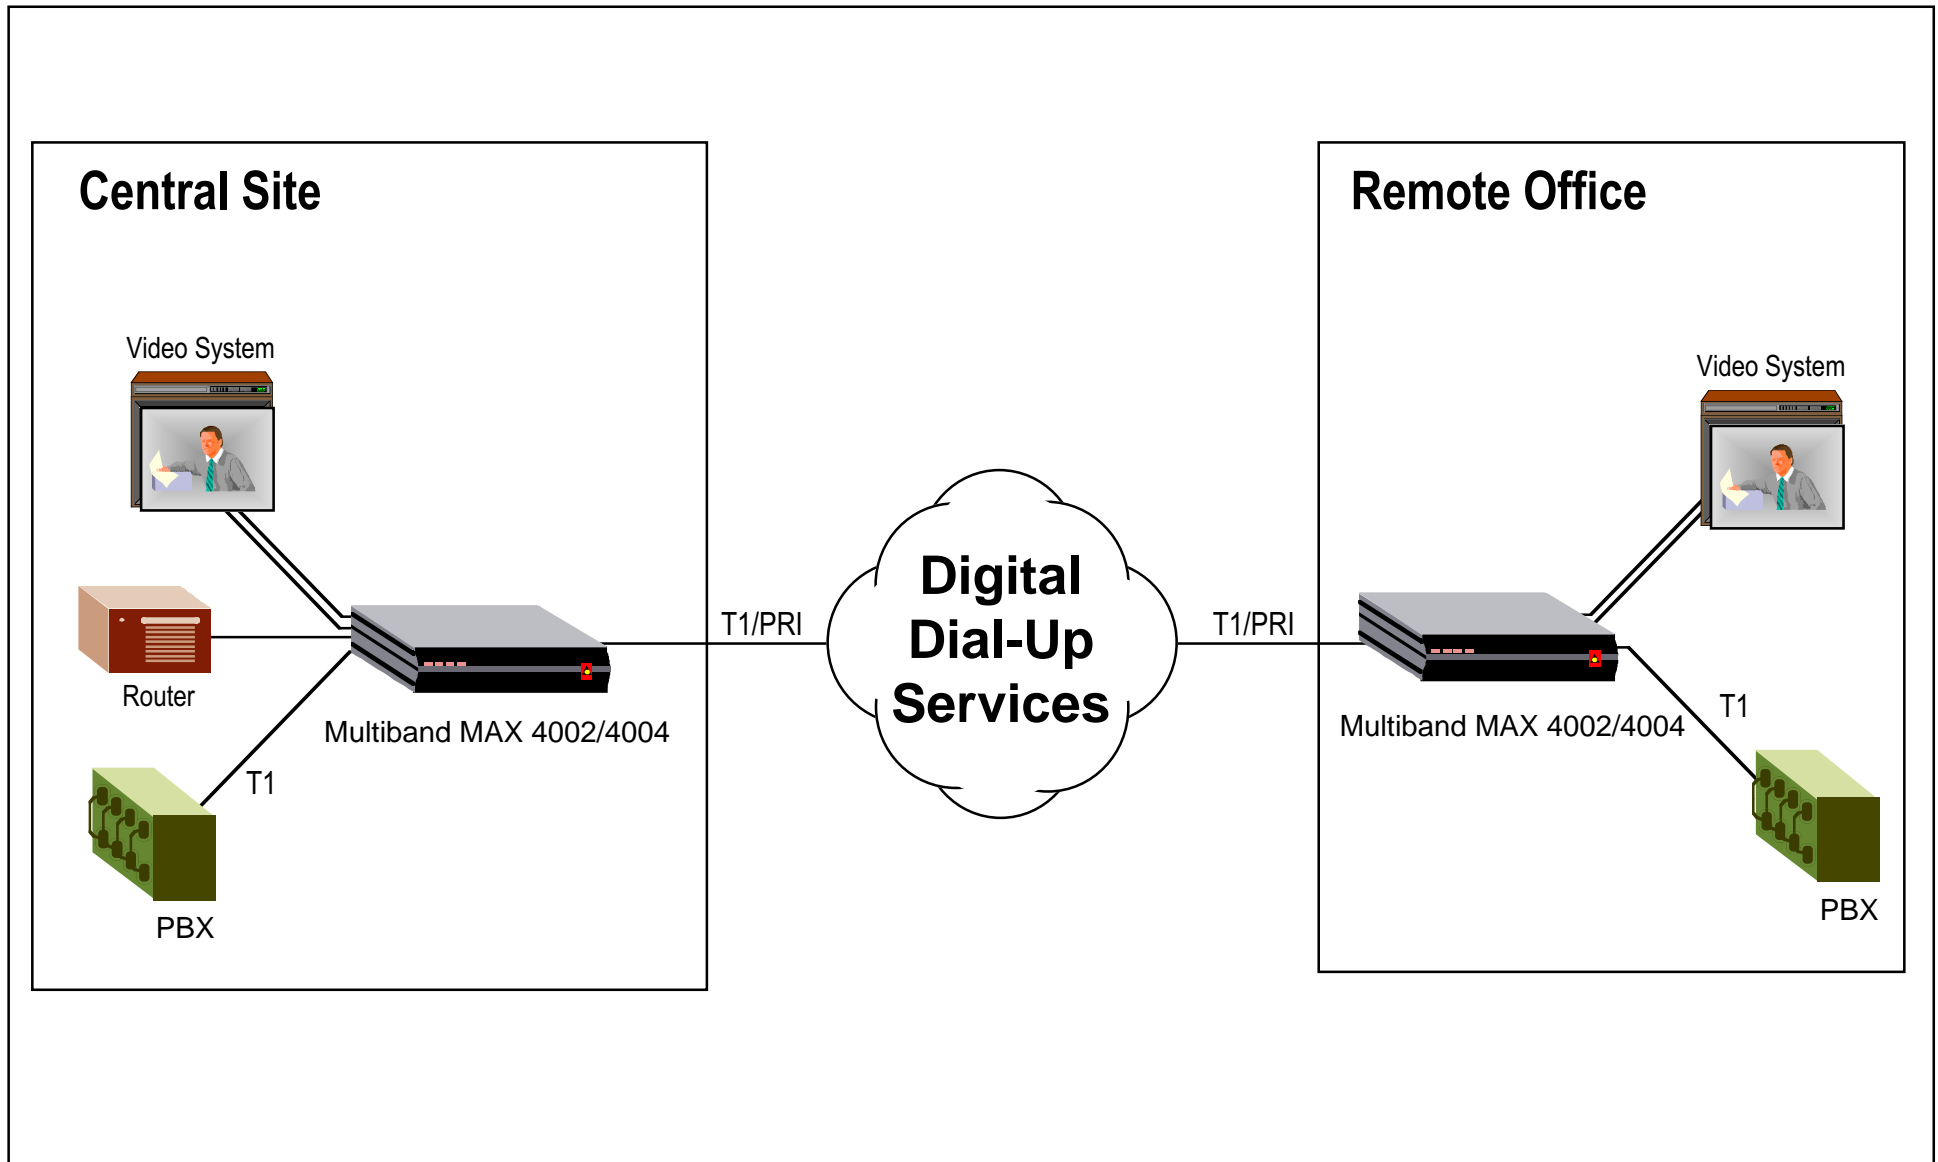 Central Site
Remote Office
Video System
Video System
Router
T1/PRI
Digital
Dial-Up
Services
T1/PRI
Multiband MAX 4002/4004
Multiband MAX 4002/4004
T1
T1
PBX
PBX